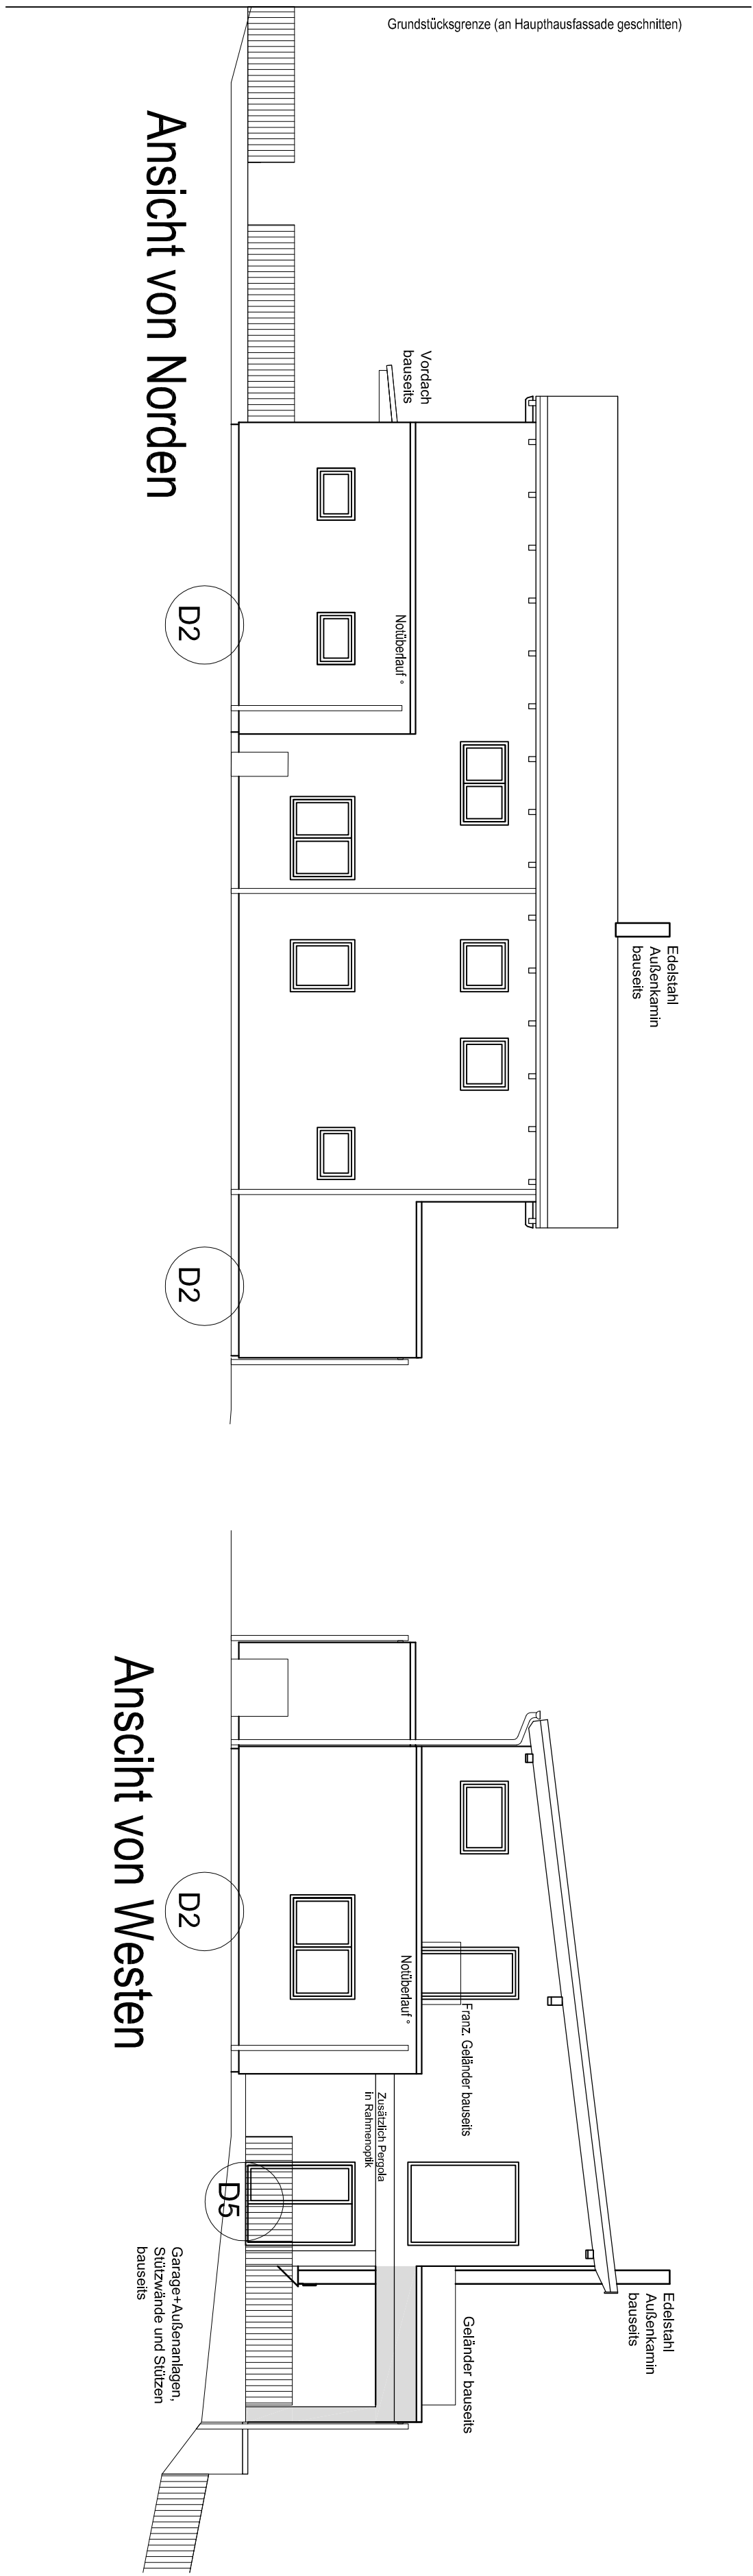 Grundstücksgrenze (an Haupthausfassade geschnitten)
Vordach
bauseits
Notüberlauf °
Edelstahl
Außenkamin
bauseits
D2
D2
Ansicht von Norden
Edelstahl
Außenkamin
bauseits
Franz. Geländer bauseits
Geländer bauseits
Notüberlauf °
Zusätzlich Pergola
in Rahmenoptik
D2
D5
Garage+Außenanlagen,
Stützwände und Stützen
bauseits
Ansciht von Westen